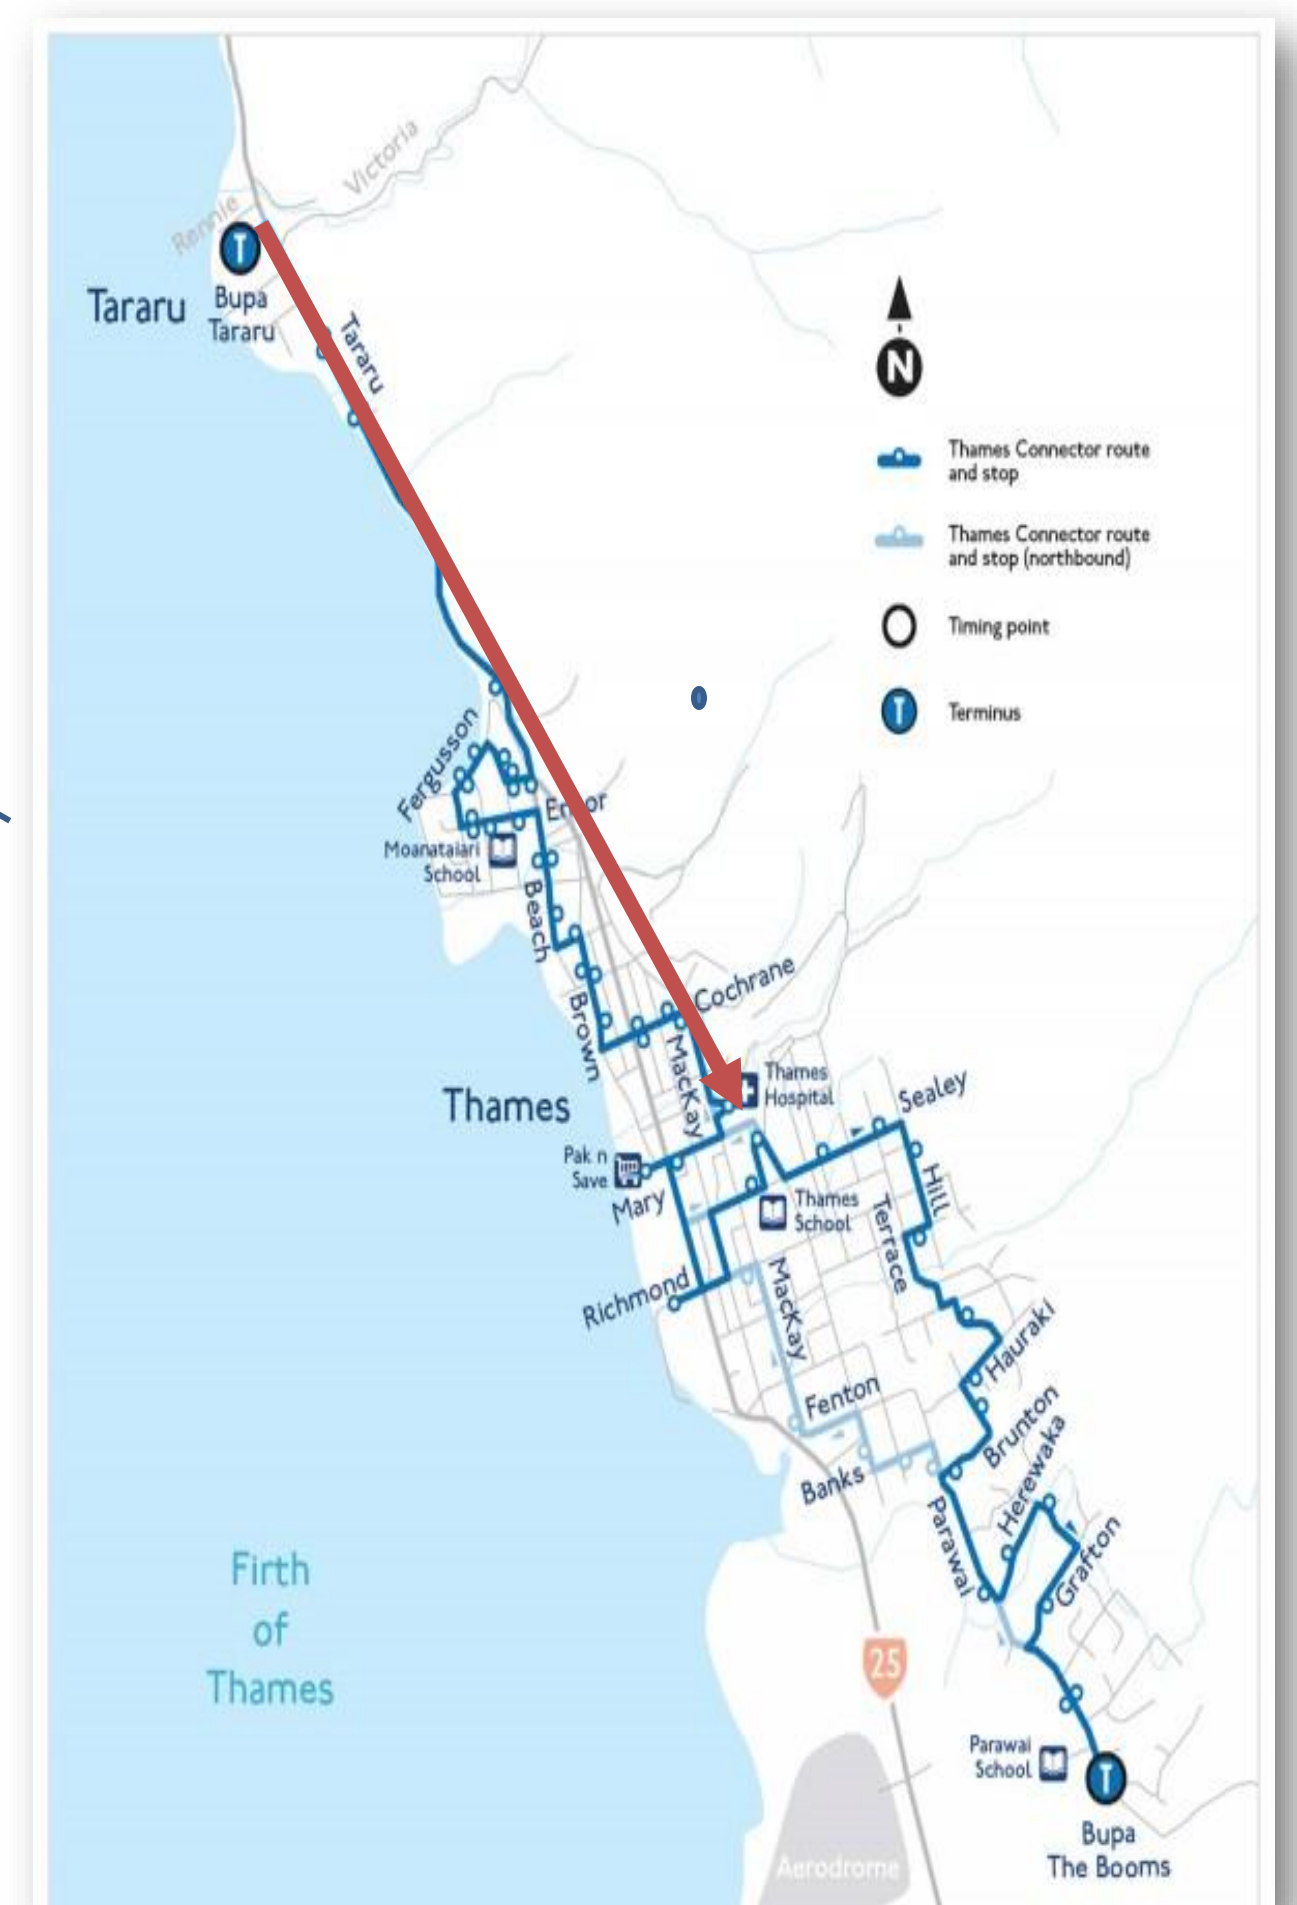 Victoria
Rennie
T
Tararu
Bupa
Tararu
Tararu
N
Thames Connector route
and stop
Thames Connector route
and stop (northbound)
Timing point
T
Terminus
Fergusson
Moanataiari
School
Beach
Brown
Cochrane
MacKay
Thames
Thames
Hospital
Sealey
Pak n
Save
Mary
Thames
School
Hill
Terrace
Richmond
MacKay
Hauraki
Fenton
Brunton
Herewaka
Banks
Parawai
Grafton
Firth
of
Thames
25
Parawai
School
T
Bupa
The Booms
Aerodrome